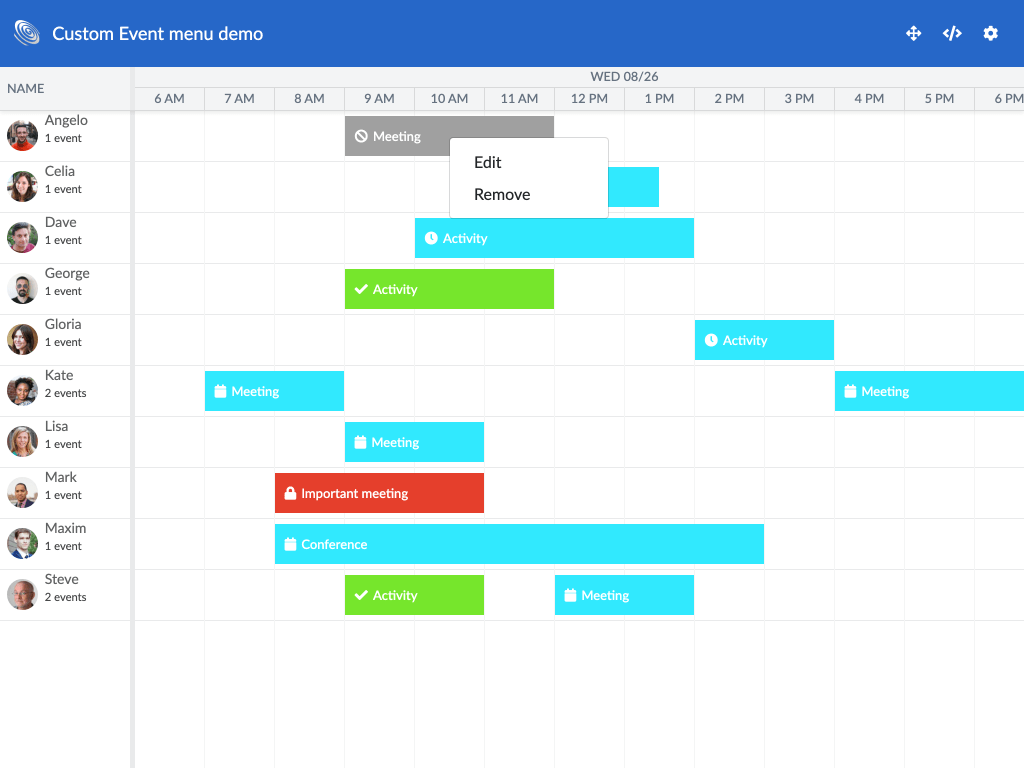 Custom Event menu demo
NAME
WED 08/26
6 AM 7 AM 8 AM 9 AM 10 AM 11 AM 12 PM 1 PM 2 PM 3 PM 4 PM 5 PM 6 PM
Angelo
1 event
Meeting
Edit
Remove
Celia
1 event
Dave
1 event
Activity
George
1 event
Activity
Gloria
1 event
Activity
Kate
2 events
Meeting Meeting
Lisa
1 event
Meeting
Mark
1 event
Important meeting
Maxim
1 event
Conference
Steve
2 events
Activity Meeting